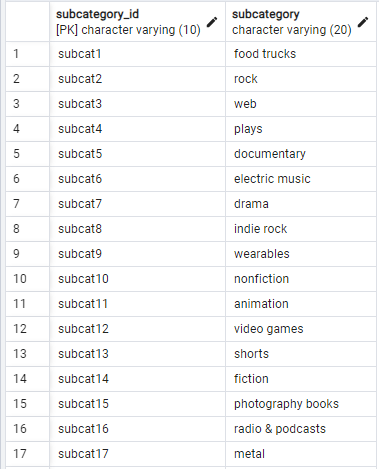 subcategory_id subcategory
[PK] character varying (10) character varying (20)
1 subcat1 food trucks
2 subcat2 rock
3 subcat3 web
4 subcat4 plays
5 subcat5 documentary
6 subcat6 electric music
7 subcat7 drama
8 subcat8 indie rock
9 subcat9 wearables
10 subcat10 nonfiction
11 subcat11 animation
12 subcat12 video games
13 subcat13 shorts
14 subcat14 fiction
15 subcat15 photography books
16 subcat16 radio & podcasts
17 subcat17 metal